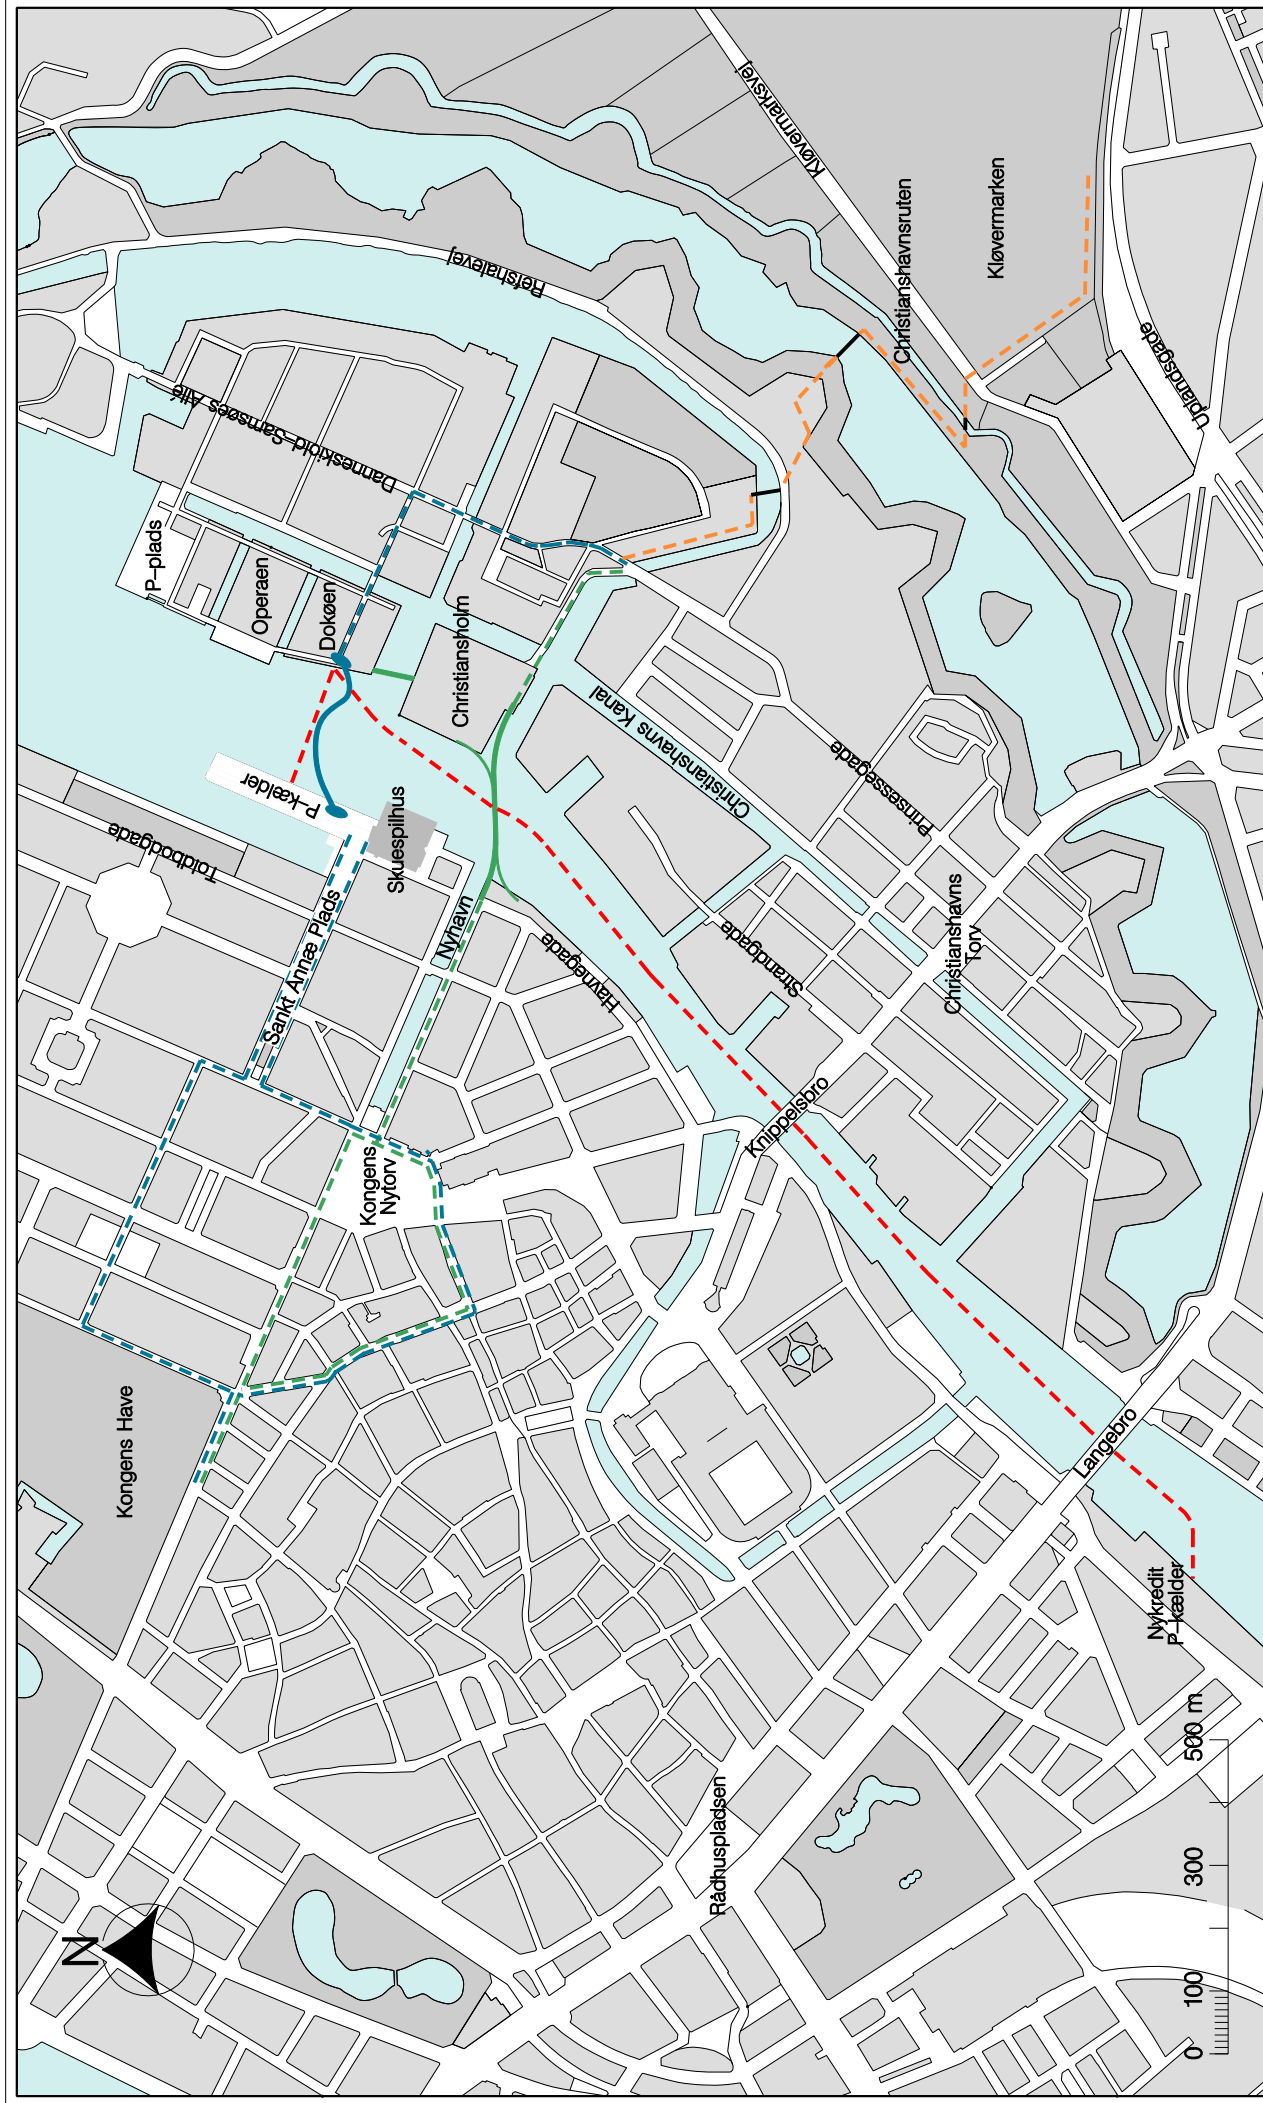 Kløvermarksvej
Christianshavnsruten
Kløvermarken
Uplandsgade
Refshalevej
Danneskiold-Samsøes Allé
P-plads
Operaen
Dokøen
Christiansholm
Christianshavns Kanal
Prinsessegade
P-kælder
Skuespilhus
Toldbodgade
Sankt Annæ Plads
Nyhavn
Havnegade
Strandgade
Christianshavns
Torv
Knippelsbro
Kongens
Nytorv
Kongens Have
Langebro
Nykredit
P-kælder
Rådhuspladsen
N
0 100 300 500 m